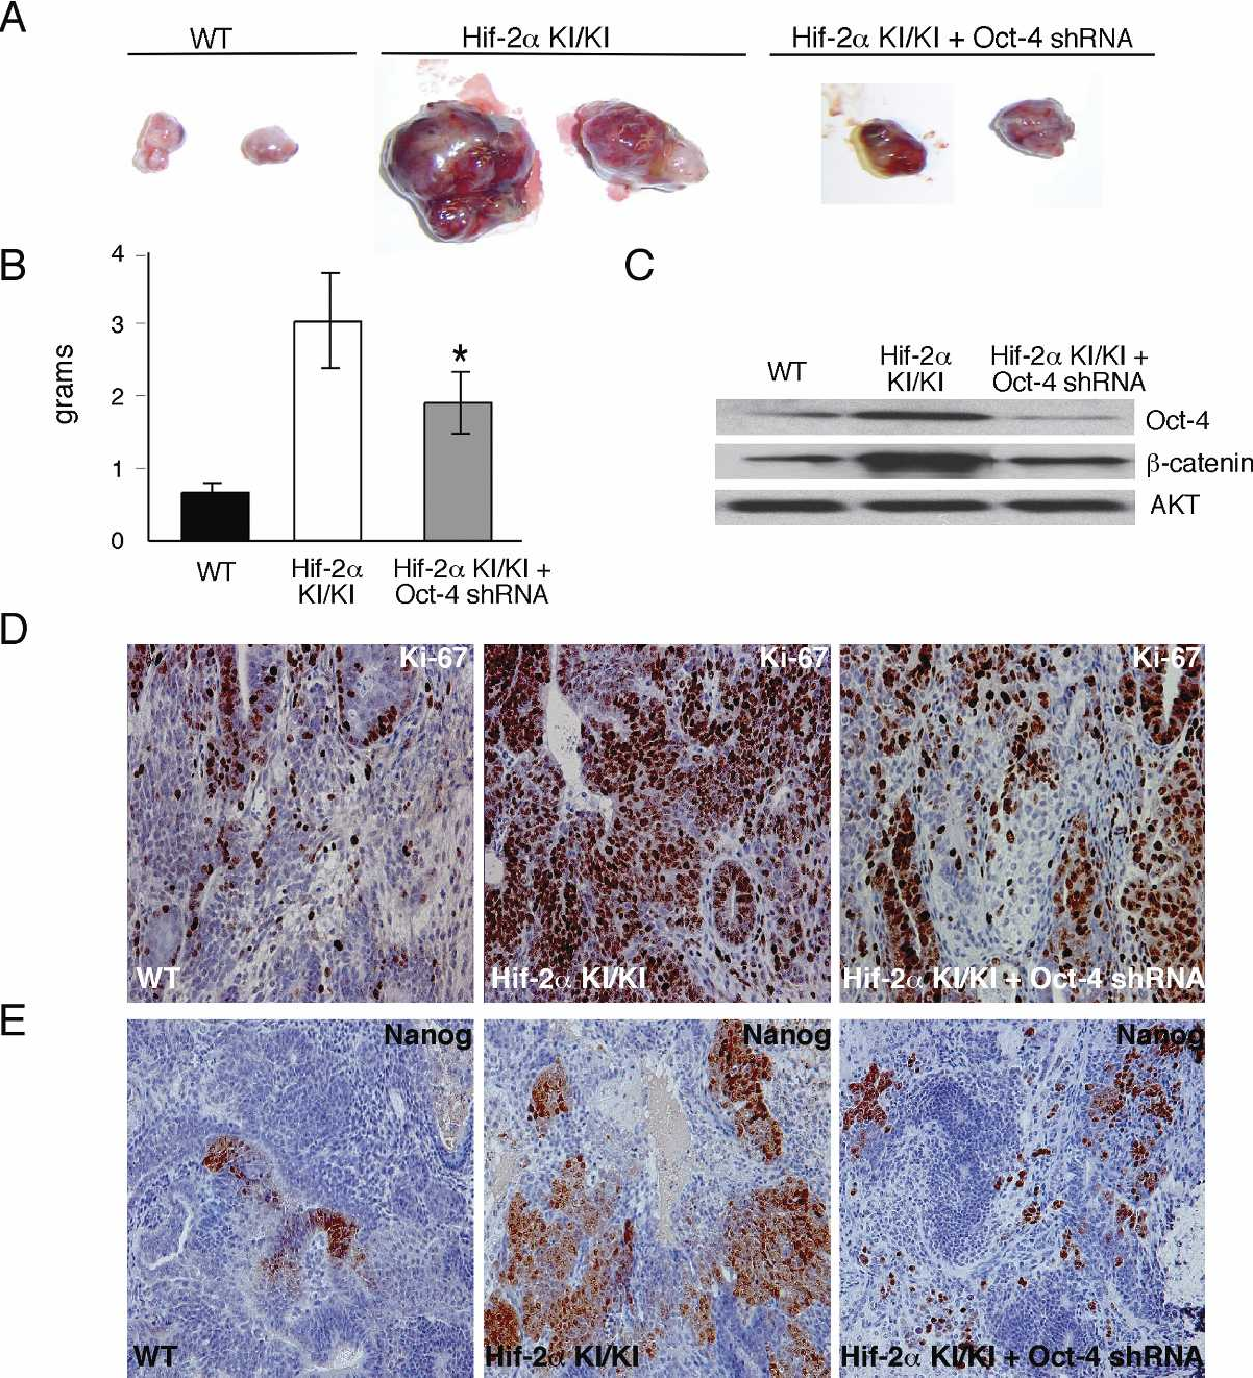 A
WT
Hif-2α KI/KI
Hif-2α KI/KI + Oct-4 shRNA
B
4
3
2
1
0
grams
*
WT
Hif-2α
KI/KI
Hif-2α KI/KI +
Oct-4 shRNA
C
WT
Hif-2α
KI/KI
Hif-2α KI/KI +
Oct-4 shRNA
Oct-4
β-catenin
AKT
D
Ki-67
WT
Ki-67
Hif-2α KI/KI
Ki-67
Hif-2α KI/KI + Oct-4 shRNA
E
Nanog
WT
Nanog
Hif-2α KI/KI
Nanog
Hif-2α KI/KI + Oct-4 shRNA